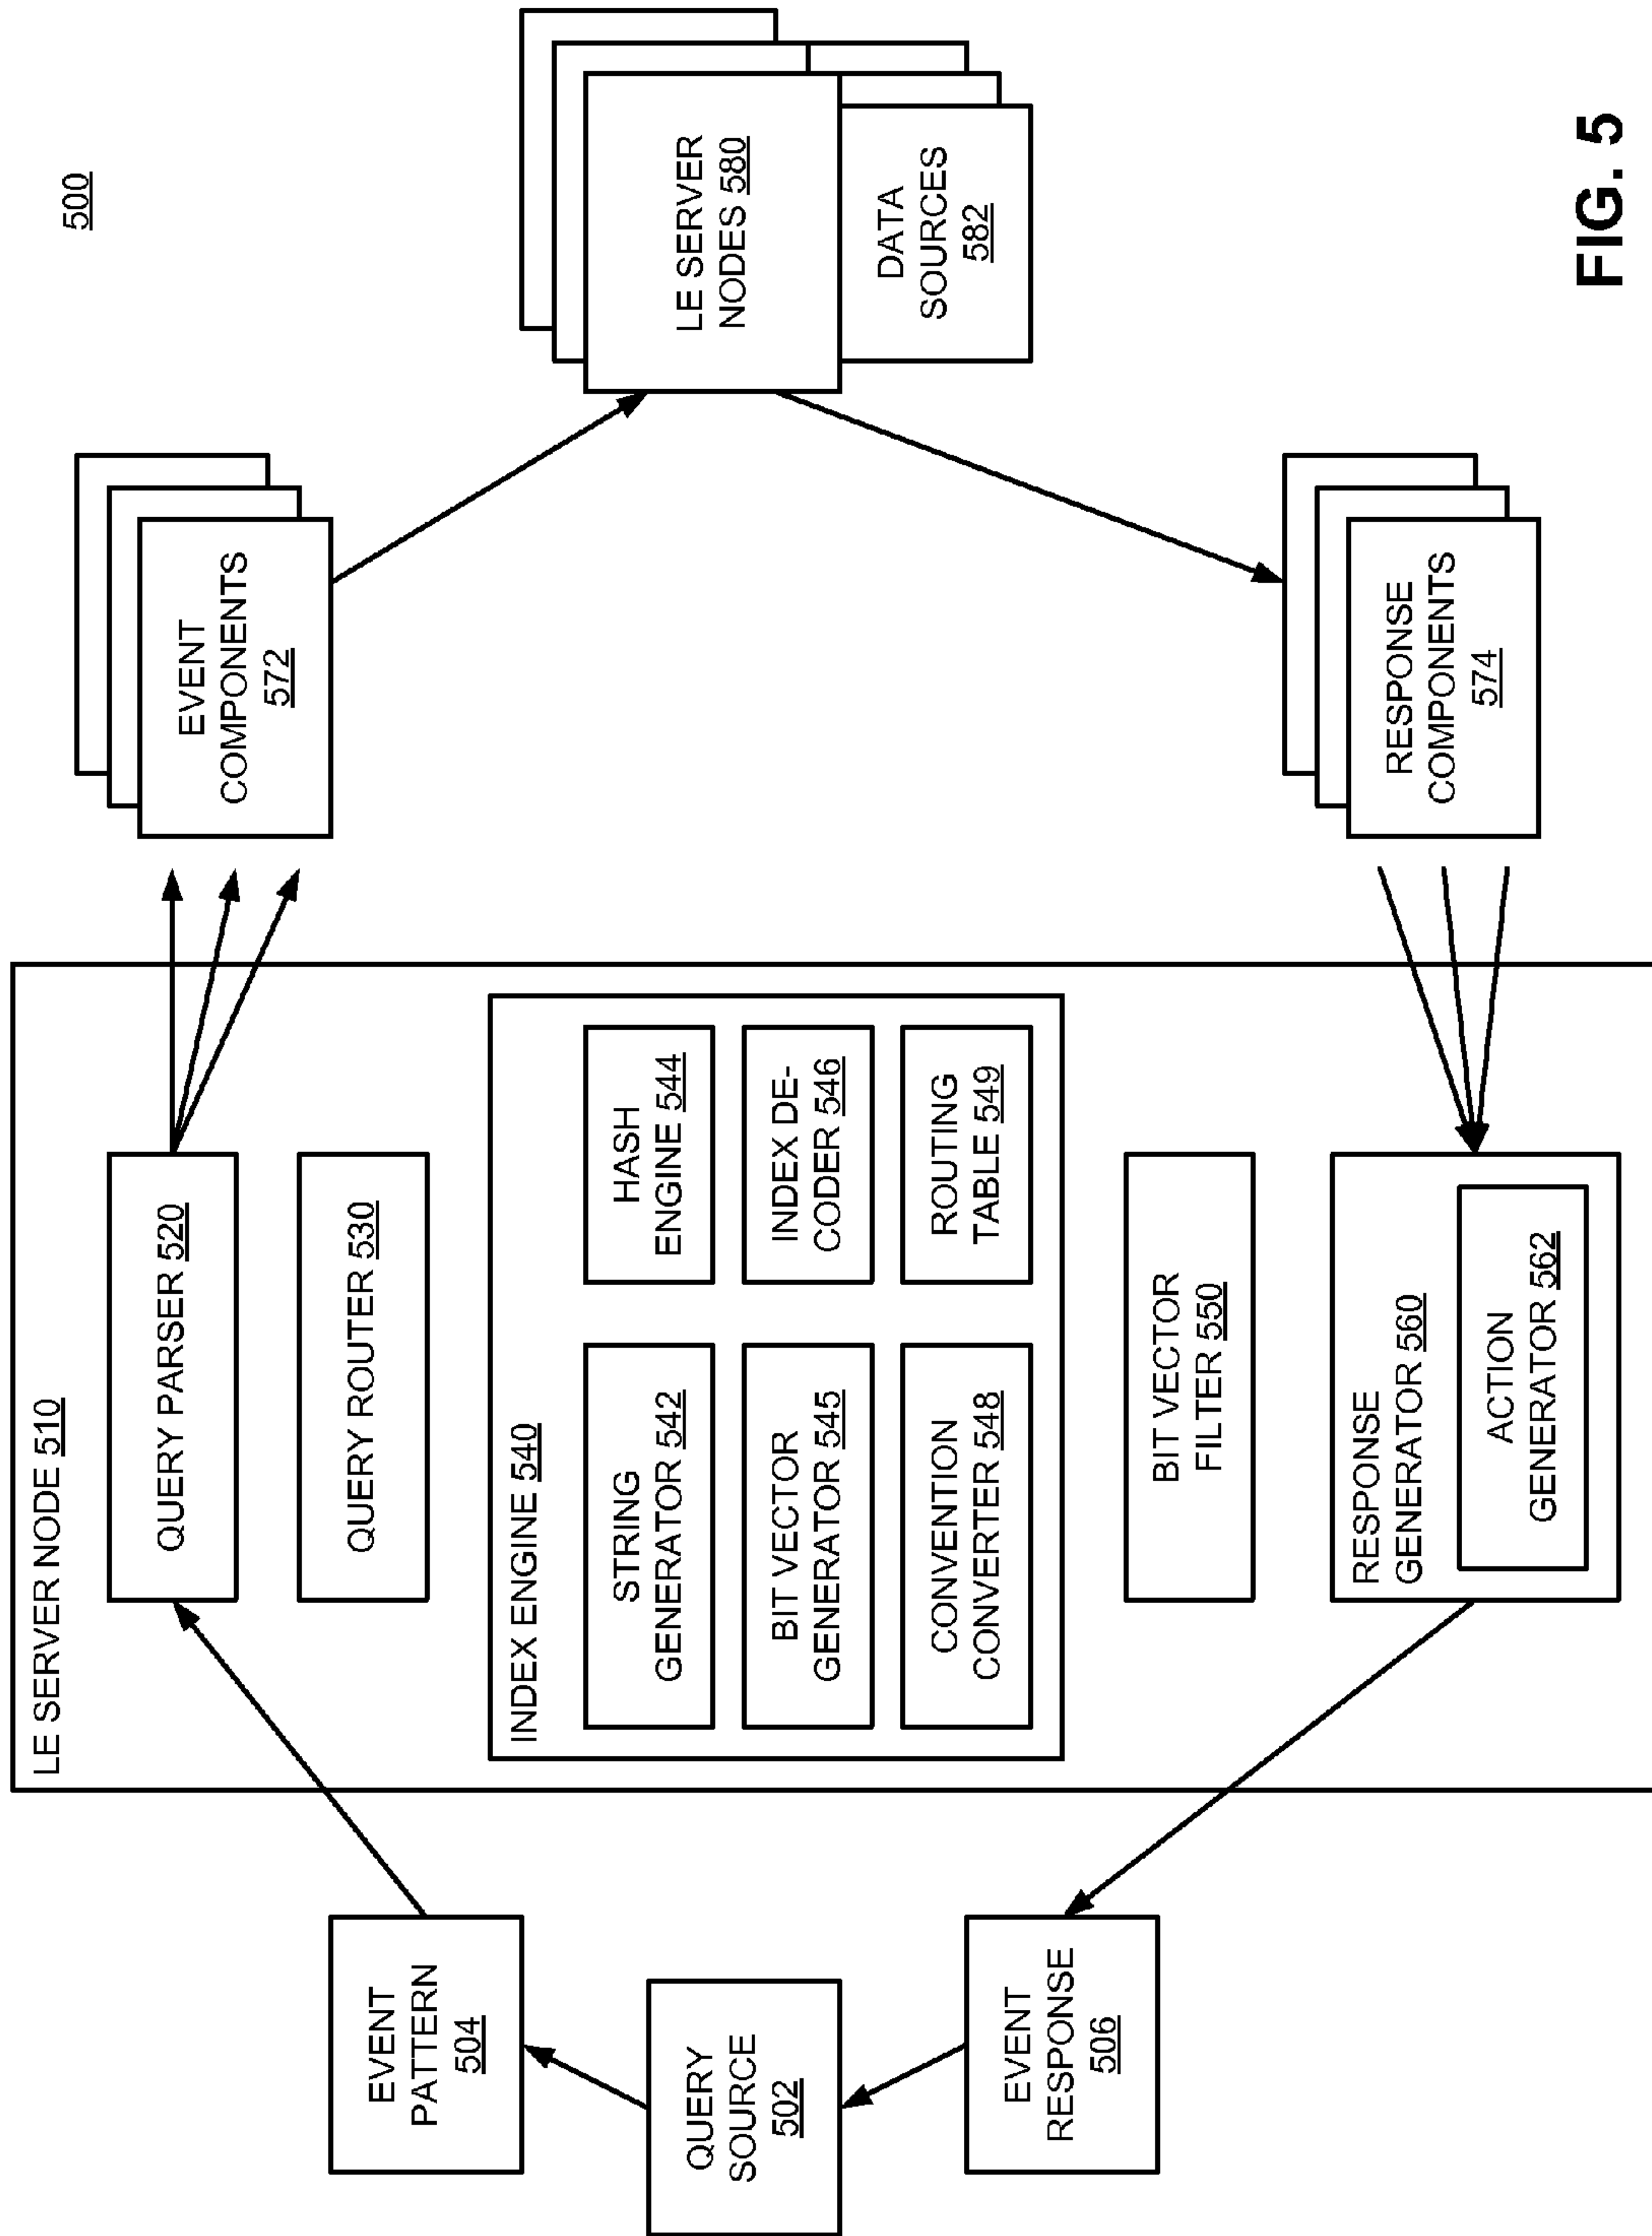 500
LE SERVER NODE 510
QUERY PARSER 520
QUERY ROUTER 530
INDEX ENGINE 540
STRING
GENERATOR 542
HASH
ENGINE 544
BIT VECTOR
GENERATOR 545
INDEX DE-
CODER 546
CONVENTION
CONVERTER 548
ROUTING
TABLE 549
BIT VECTOR
FILTER 550
RESPONSE
GENERATOR 560
ACTION
GENERATOR 562
EVENT
PATTERN
504
QUERY
SOURCE
502
EVENT
RESPONSE
506
EVENT
COMPONENTS
572
LE SERVER
NODES 580
DATA
SOURCES
582
RESPONSE
COMPONENTS
574
FIG. 5